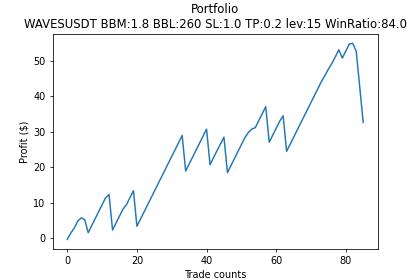 Portfolio
WAVESUSDT BBM:1.8 BBL:260 SL:1.0 TP:0.2 lev:15 WinRatio:84.0
50
40
30
20
10
0
Profit ($)
0 20 40 60 80
Trade counts